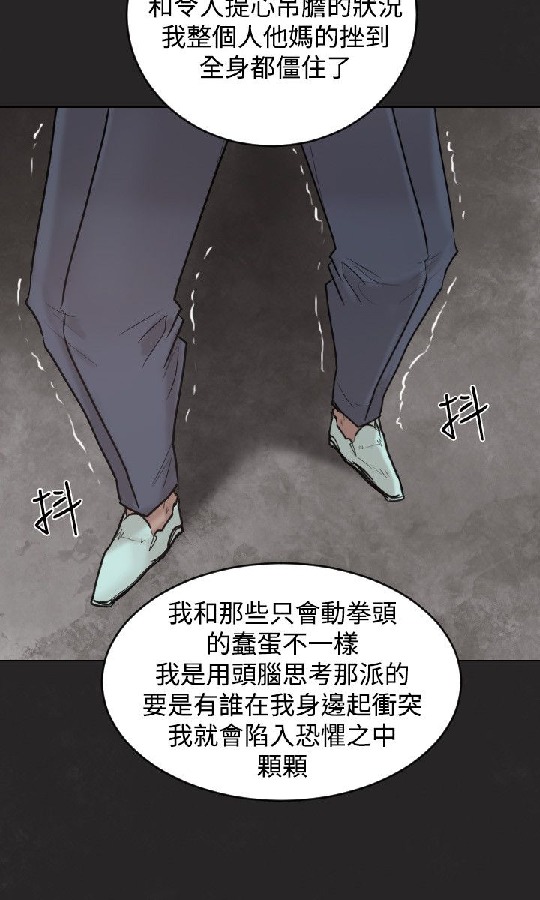 和令人提心吊膽的狀況
我整個人他媽的挫到
全身都僵住了
抖
抖
我和那些只會動拳頭
的蠢蛋不一樣
我是用頭腦思考那派的
要是有誰在我身邊起衝突
我就會陷入恐懼之中
顆顆